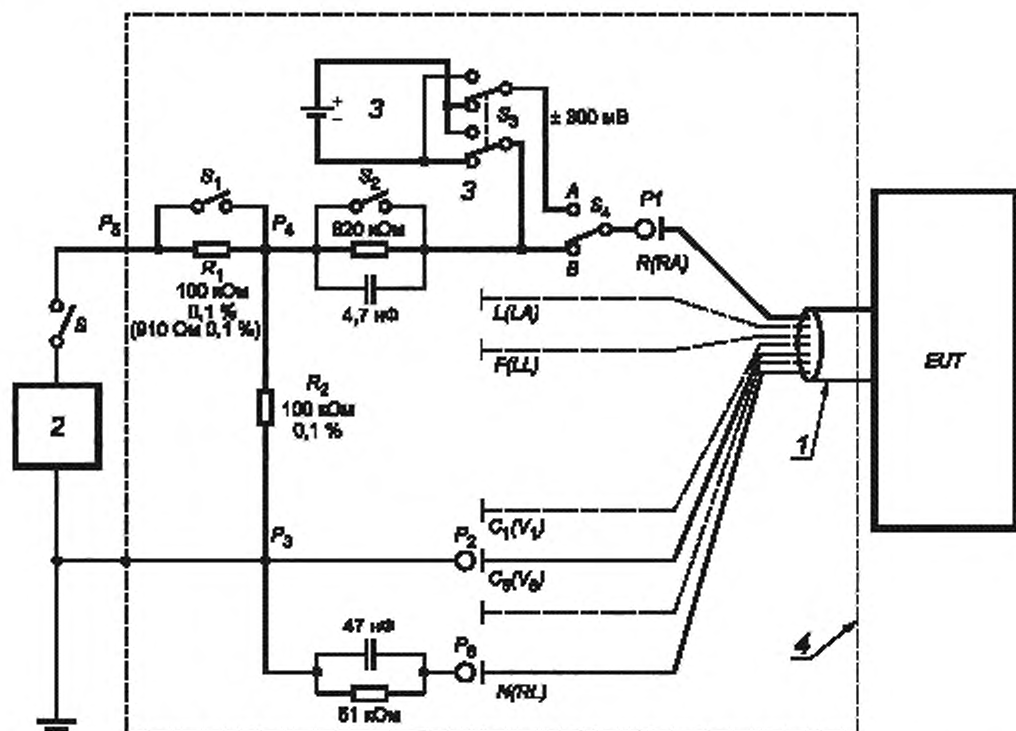 +
−
3
S3
± 300 мВ
3
S1
S2
A
P5
P4
820 кОм
S4
P1
B
R1
R(RA)
100 кОм
0,1 %
(910 Ом 0,1 %)
4,7 нФ
L(LA)
S
F(LL)
EUT
R2
100 кОм
0,1 %
2
1
C1(V1)
P3
P2
C6(V6)
47 нФ
P6
4
N(RL)
51 кОм